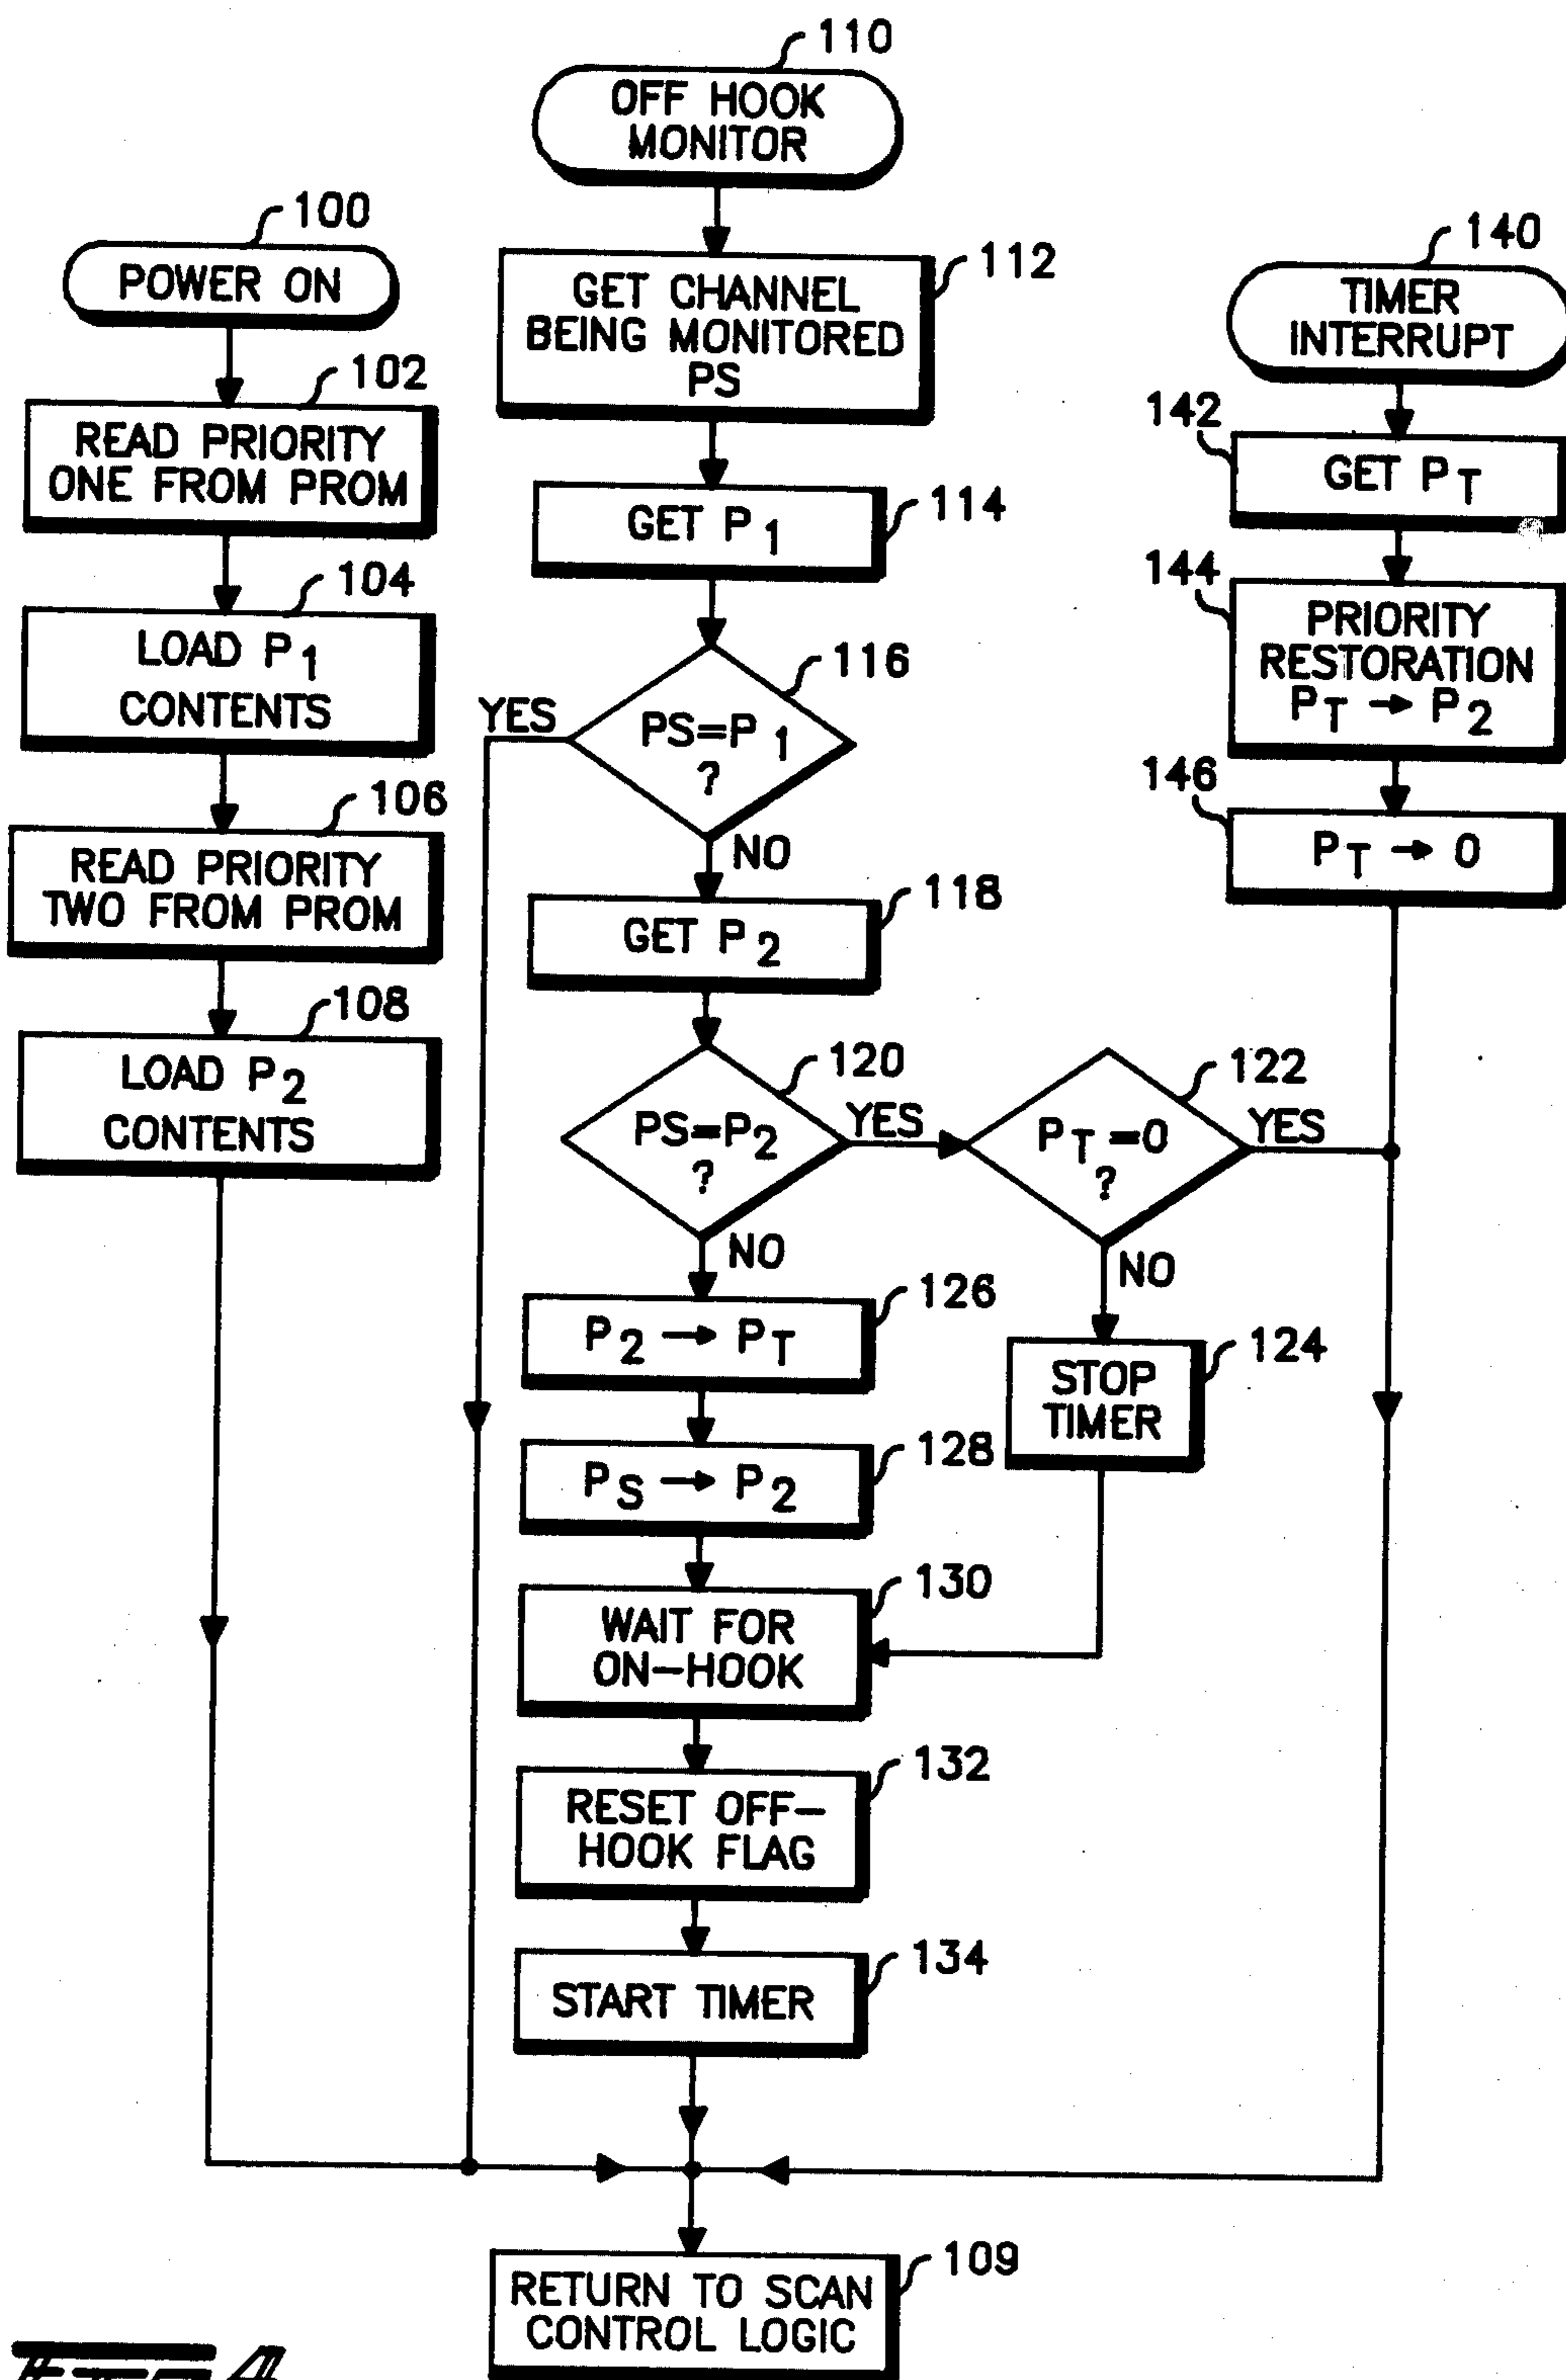 100
POWER ON
102
READ PRIORITY
ONE FROM PROM
104
LOAD P1
CONTENTS
106
READ PRIORITY
TWO FROM PROM
108
LOAD P2
CONTENTS
110
OFF HOOK
MONITOR
112
GET CHANNEL
BEING MONITORED
PS
114
GET P1
116
PS=P1
?
YES
NO
118
GET P2
120
PS=P2
?
YES
NO
122
PT=0
?
YES
NO
124
STOP
TIMER
126
P2 → PT
128
PS → P2
130
WAIT FOR
ON-HOOK
132
RESET OFF-
HOOK FLAG
134
START TIMER
140
TIMER
INTERRUPT
142
GET PT
144
PRIORITY
RESTORATION
PT → P2
146
PT → 0
109
RETURN TO SCAN
CONTROL LOGIC